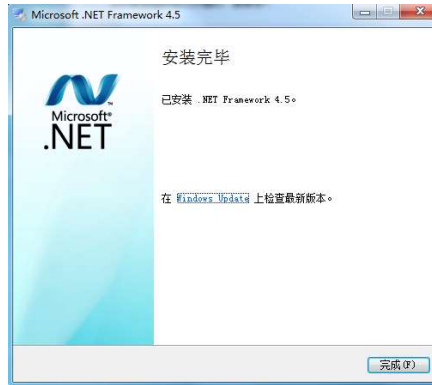 Microsoft .NET Framework 4.5
安装完毕
已安装 .NET Framework 4.5。
Microsoft®
.NET
在 Windows Update 上检查最新版本。
完成(F)